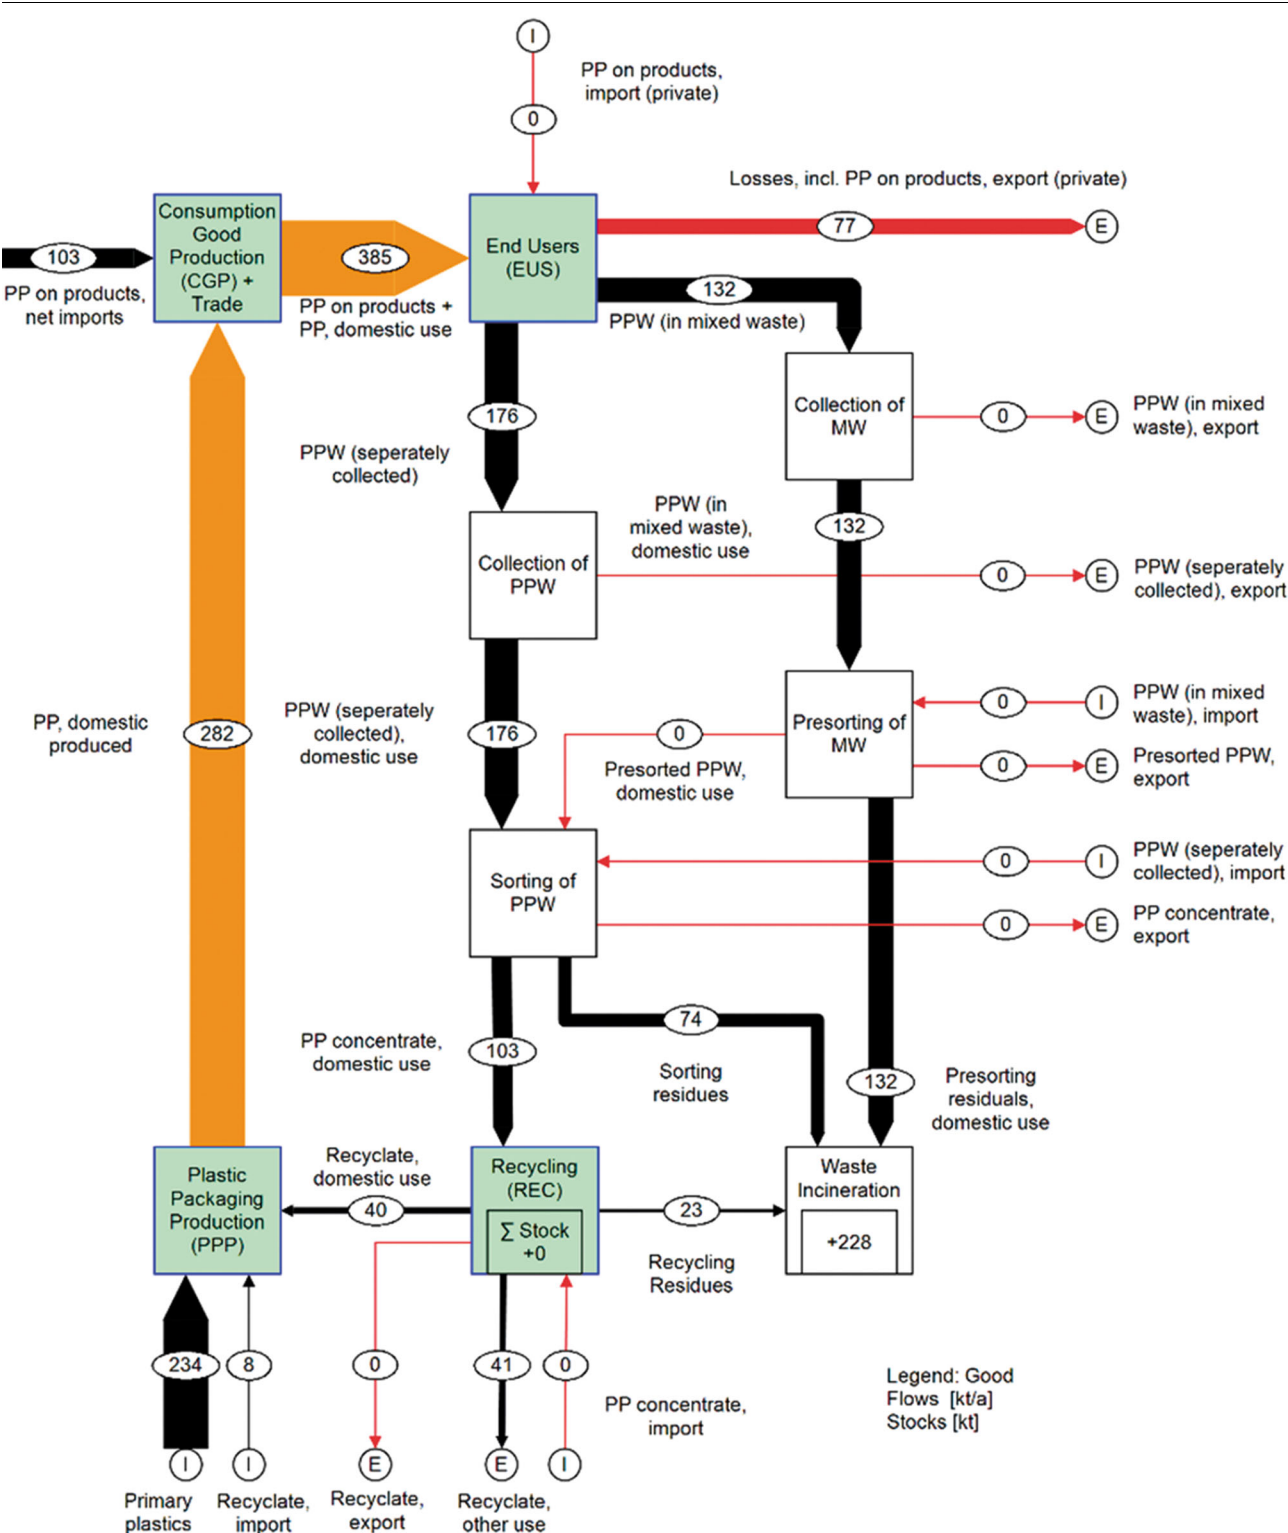 I
PP on products,
import (private)
0
Losses, incl. PP on products, export (private)
77
E
Consumption
Good
Production
(CGP) +
Trade
103
PP on products,
net imports
385
PP on products +
PP, domestic use
End Users
(EUS)
132
PPW (in mixed waste)
176
PPW (seperately
collected)
Collection of
MW
0
E
PPW (in mixed
waste), export
132
PPW (in
mixed waste),
domestic use
Collection of
PPW
0
E
PPW (seperately
collected), export
PP, domestic
produced
282
PPW (seperately
collected),
domestic use
176
0
Presorted PPW,
domestic use
Presorting of
MW
0
I
PPW (in mixed
waste), import
0
E
Presorted PPW,
export
Sorting of
PPW
0
I
PPW (seperately
collected), import
0
E
PP concentrate,
export
PP concentrate,
domestic use
103
74
Sorting
residues
132
Presorting
residuals,
domestic use
Plastic
Packaging
Production
(PPP)
Recyclate,
domestic use
40
Recycling
(REC)
∑ Stock
+0
23
Recycling
Residues
Waste
Incineration
+228
234
8
0
41
0
PP concentrate,
import
Legend: Good
Flows [kt/a]
Stocks [kt]
I
I
E
E
I
Primary
plastics
Recyclate,
import
Recyclate,
export
Recyclate,
other use